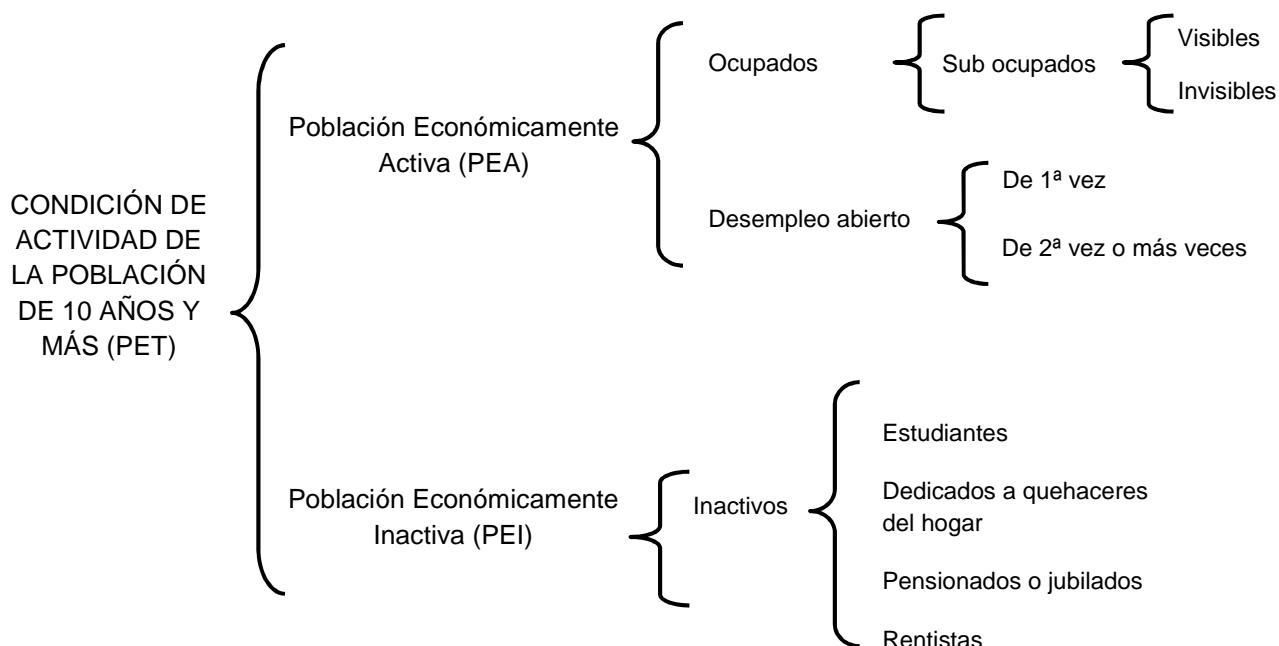 CONDICIÓN DE
ACTIVIDAD DE
LA POBLACIÓN
DE 10 AÑOS Y
MÁS (PET)
Población Económicamente
Activa (PEA)
Ocupados
Sub ocupados
Visibles
Invisibles
Desempleo abierto
De 1ª vez
De 2ª vez o más veces
Población Económicamente
Inactiva (PEI)
Inactivos
Estudiantes
Dedicados a quehaceres
del hogar
Pensionados o jubilados
Rentistas